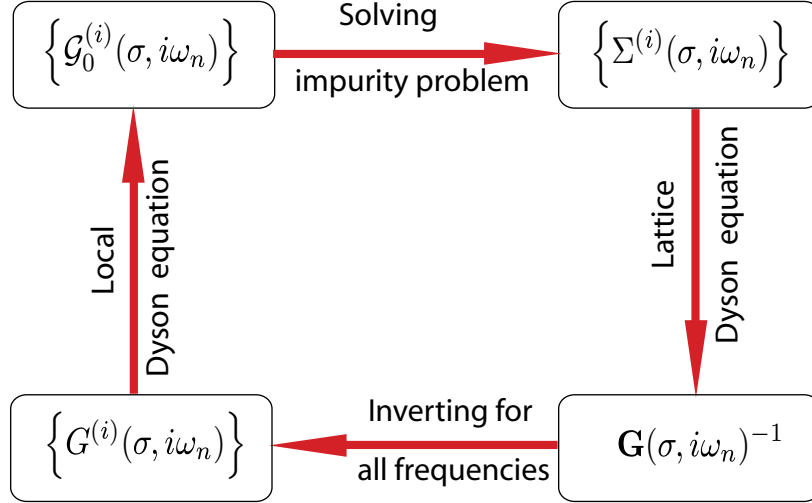 {𝒢₀⁽ⁱ⁾(σ, iωₙ)}
Solving
impurity problem
{Σ⁽ⁱ⁾(σ, iωₙ)}
Local
Dyson equation
Lattice
Dyson equation
{G⁽ⁱ⁾(σ, iωₙ)}
Inverting for
all frequencies
𝐆(σ, iωₙ)⁻¹